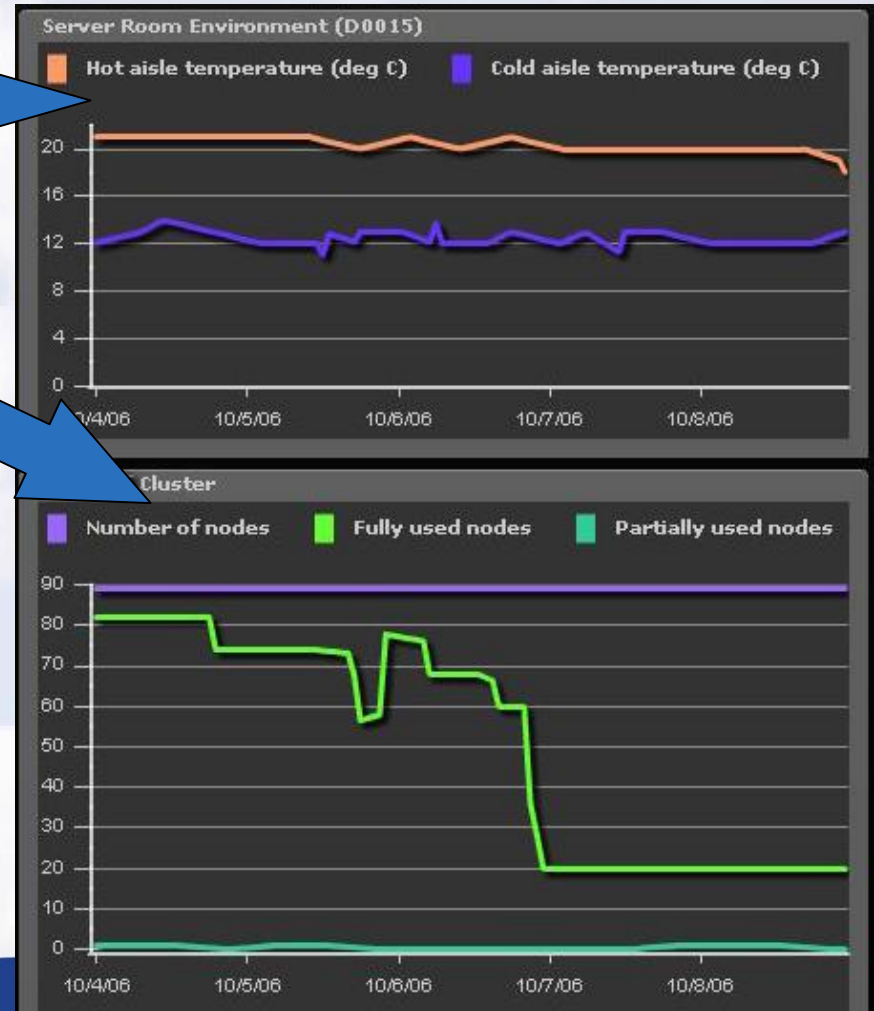 Server Room Environment (D0015)
Hot aisle temperature (deg C) Cold aisle temperature (deg C)
20
16
12
8
4
0
/4/06 10/5/06 10/6/06 10/7/06 10/8/06
Cluster
Number of nodes Fully used nodes Partially used nodes
90
80
70
60
50
40
30
20
10
0
10/4/06 10/5/06 10/6/06 10/7/06 10/8/06